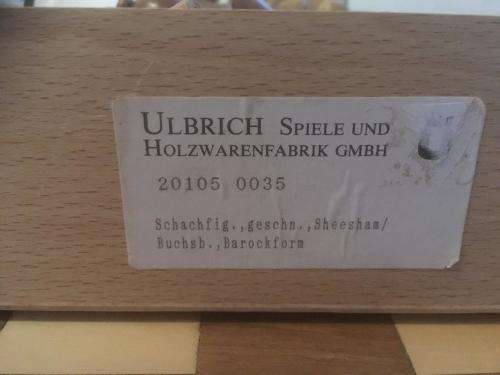 ULBRICH SPIELE UND
HOLZWARENFABRIK GMBH
20105 0035
Schachfig.,geschn.,Sheesham/
Buchsb.,Barockform